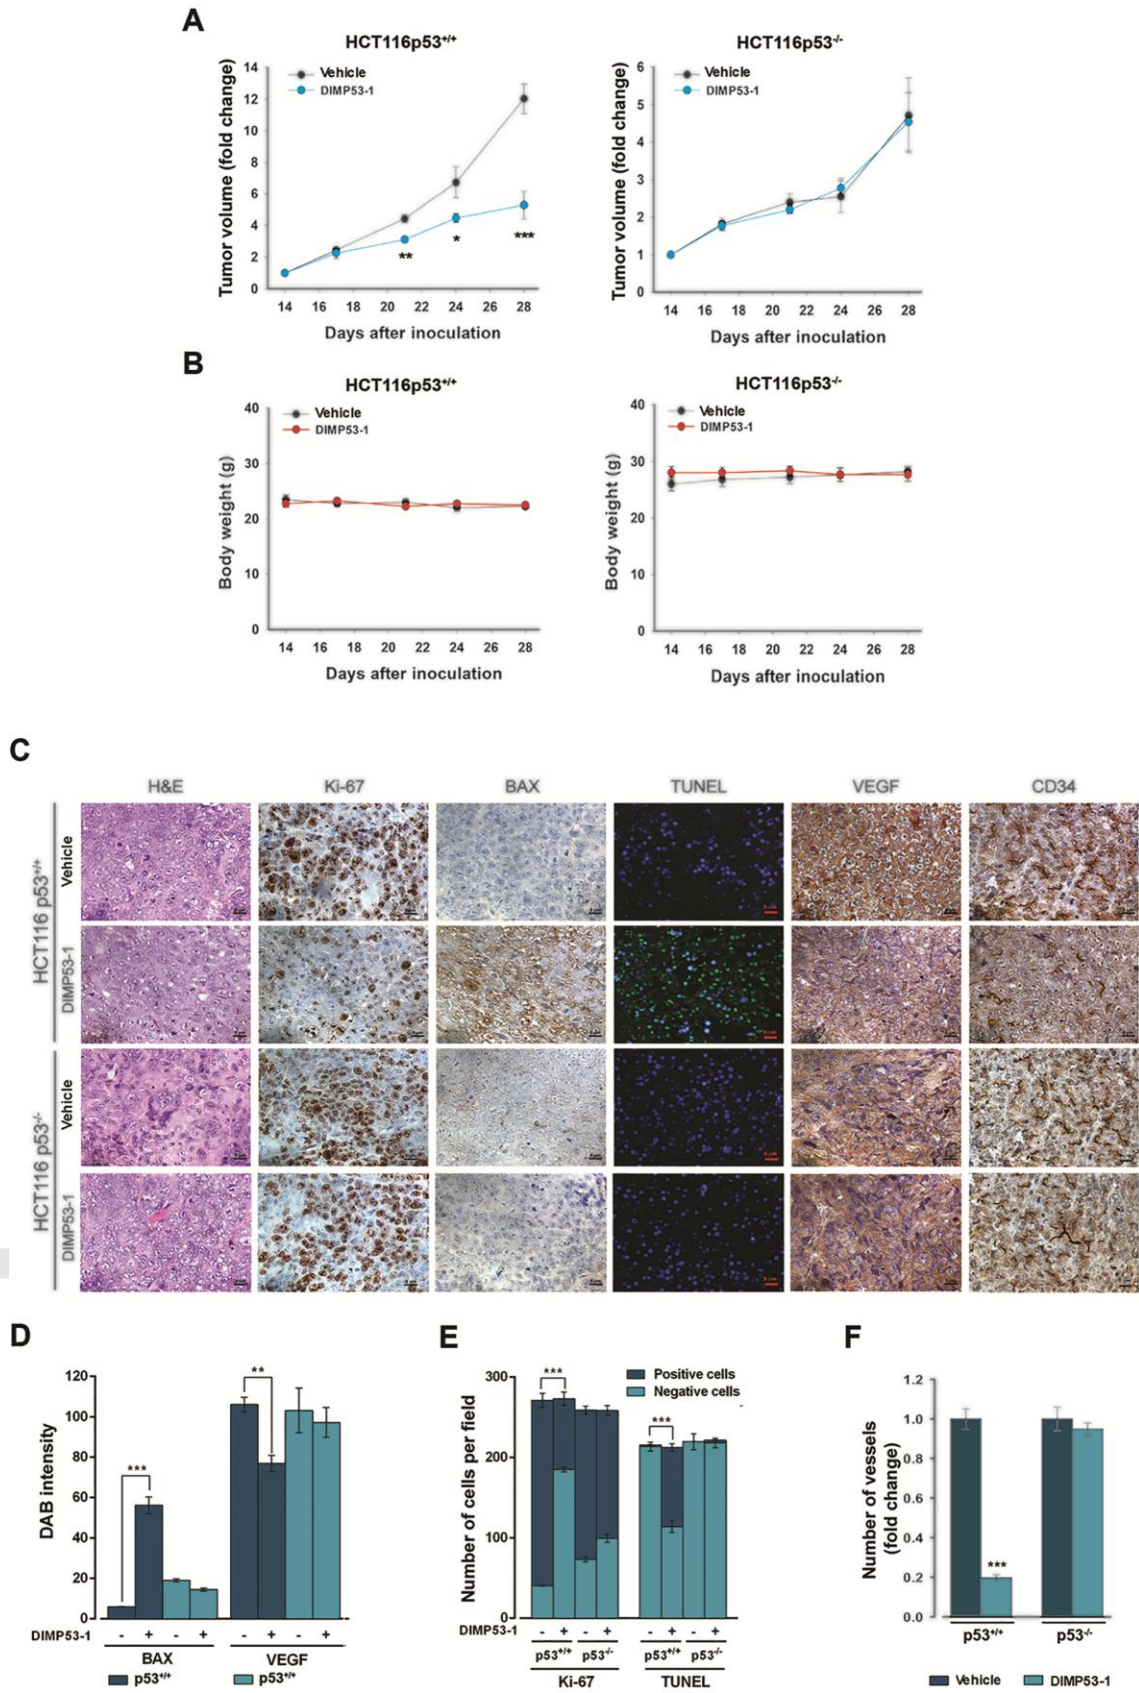 A
HCT116p53+/+
HCT116p53-/-
Tumor volume (fold change)
14
12
10
8
6
4
2
0
Vehicle
DIMP53-1
**
*
***
14 16 18 20 22 24 26 28
Days after inoculation
Tumor volume (fold change)
6
5
4
3
2
1
0
Vehicle
DIMP53-1
14 16 18 20 22 24 26 28
Days after inoculation
B
HCT116p53+/+
HCT116p53-/-
Body weight (g)
40
30
20
10
0
Vehicle
DIMP53-1
14 16 18 20 22 24 26 28
Days after inoculation
Body weight (g)
40
30
20
10
0
Vehicle
DIMP53-1
14 16 18 20 22 24 26 28
Days after inoculation
C
H&E Ki-67 BAX TUNEL VEGF CD34
HCT116 p53+/+
Vehicle
DIMP53-1
HCT116 p53-/-
Vehicle
DIMP53-1
D
DAB intensity
120
100
80
60
40
20
0
***
**
DIMP53-1 - + - + - + - +
BAX VEGF
p53+/+ p53+/+
E
Number of cells per field
300
200
100
0
Positive cells
Negative cells
***
***
DIMP53-1 - + - + - + - +
p53+/+ p53-/- p53+/+ p53-/-
Ki-67 TUNEL
F
Number of vessels
(fold change)
1.2
1.0
0.8
0.6
0.4
0.2
0.0
***
p53+/+ p53-/-
Vehicle DIMP53-1